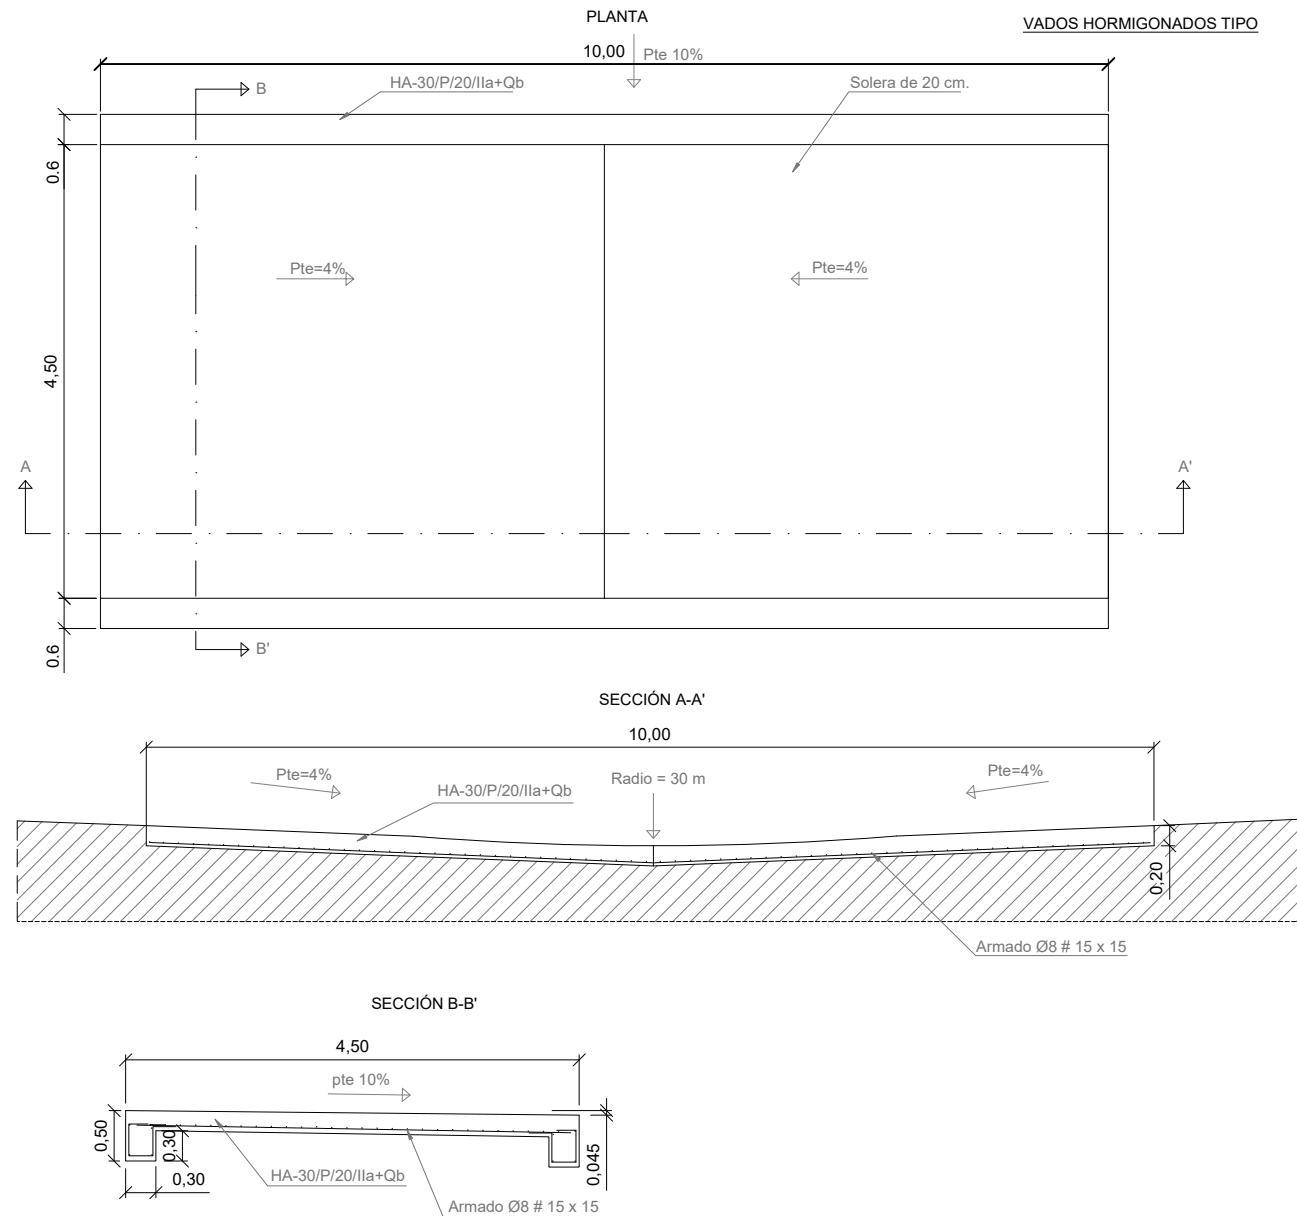 PLANTA
VADOS HORMIGONADOS TIPO
10,00
Pte 10%
B
HA-30/P/20/IIa+Qb
Solera de 20 cm.
0.6
Pte=4%
Pte=4%
4,50
A
A'
0.6
B'
SECCIÓN A-A'
10,00
Pte=4%
Radio = 30 m
Pte=4%
HA-30/P/20/IIa+Qb
0,20
Armado Ø8 # 15 x 15
SECCIÓN B-B'
4,50
pte 10%
0,50
0,30
0,045
0,30
HA-30/P/20/IIa+Qb
Armado Ø8 # 15 x 15